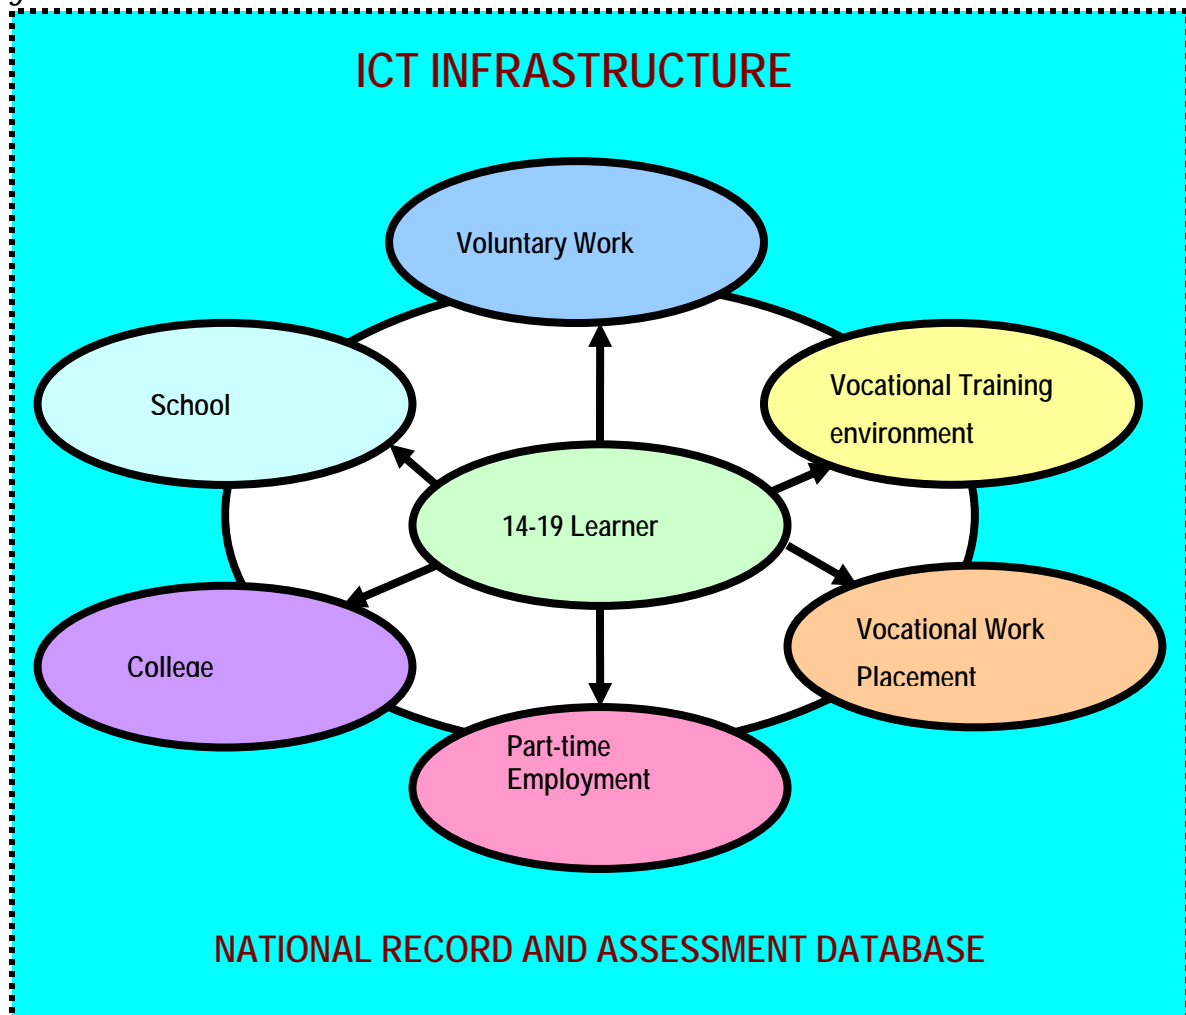 ICT INFRASTRUCTURE
Voluntary Work
School
Vocational Training
environment
14-19 Learner
College
Vocational Work
Placement
Part-time
Employment
NATIONAL RECORD AND ASSESSMENT DATABASE